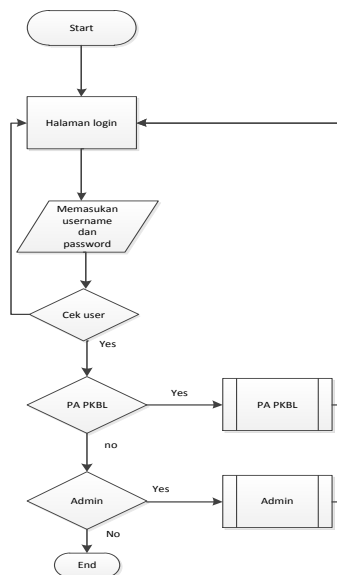 Start
Halaman login
Memasukan
username
dan
password
Cek user
Yes
PA PKBL
Yes
PA PKBL
no
Admin
Yes
Admin
No
End